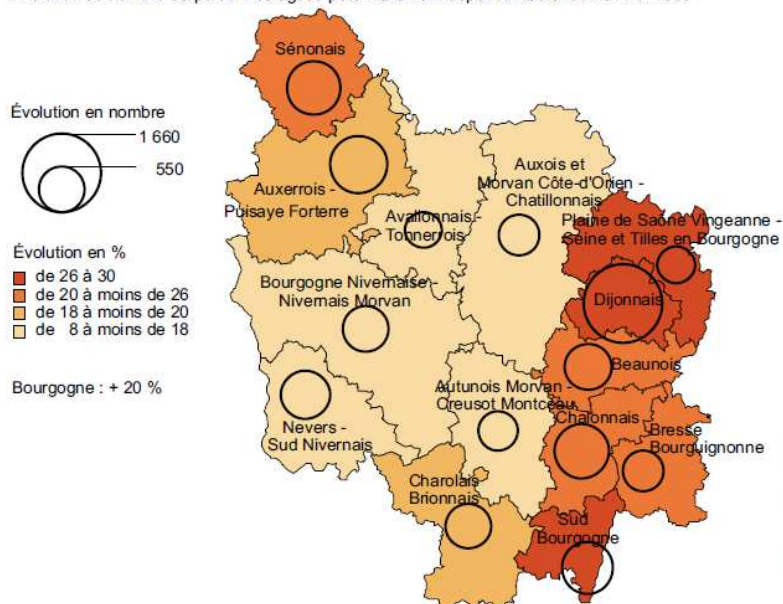 Sénonais
Évolution en nombre
1 660
550
Auxerrois -
Puisaye Forterre
Avallonnais -
Tonnerrois
Auxois et
Morvan Côte-d'Orien -
Chatillonnais
Plaine de Saône Vingeanne -
Seine et Tilles en Bourgogne
Dijonnais
Évolution en %
de 26 à 30
de 20 à moins de 26
de 18 à moins de 20
de 8 à moins de 18
Bourgogne : + 20 %
Bourgogne Nivernaise -
Nivernais Morvan
Beaunois
Autunois Morvan -
Creusot Montceau
Chalonnais
Bresse
Bourguignonne
Nevers -
Sud Nivernais
Charolais
Brionnais
Sud
Bourgogne